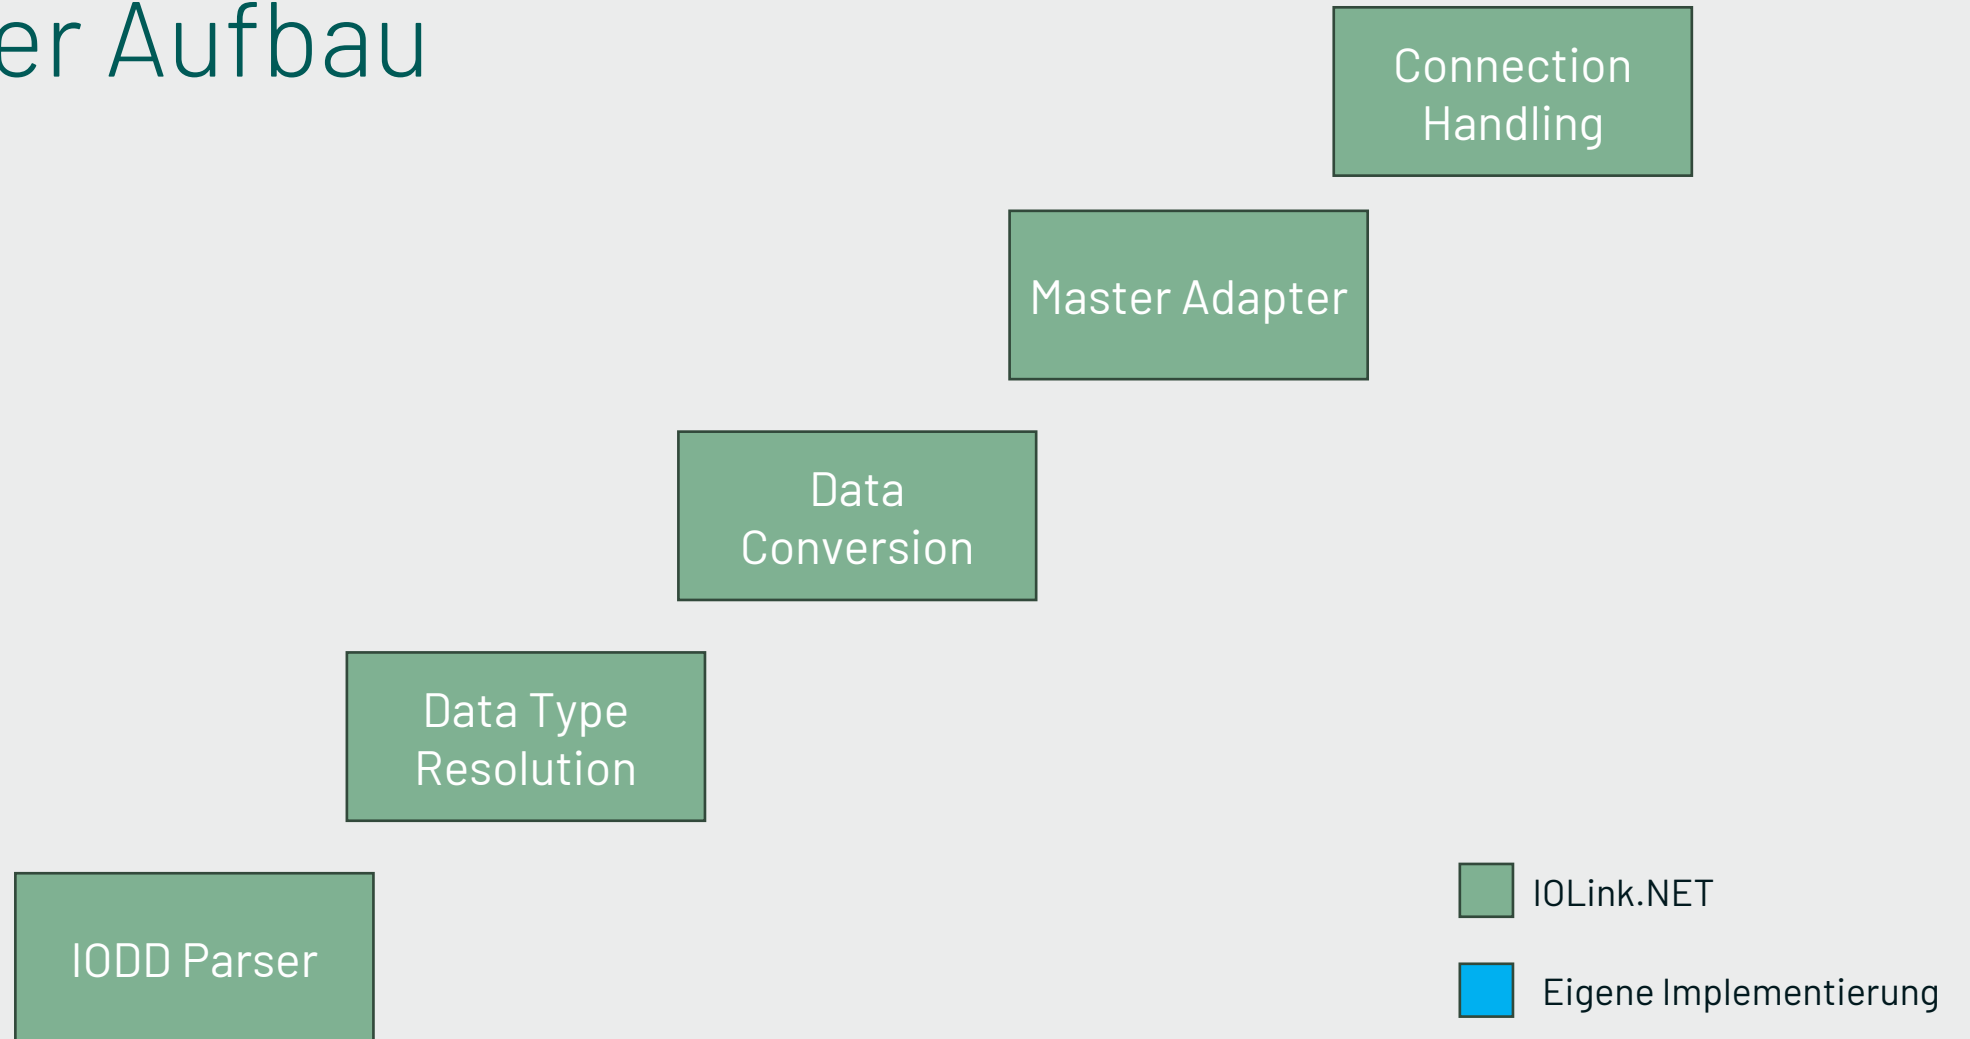 er Aufbau
Connection
Handling
Master Adapter
Data
Conversion
Data Type
Resolution
IODD Parser
IOLink.NET
Eigene Implementierung